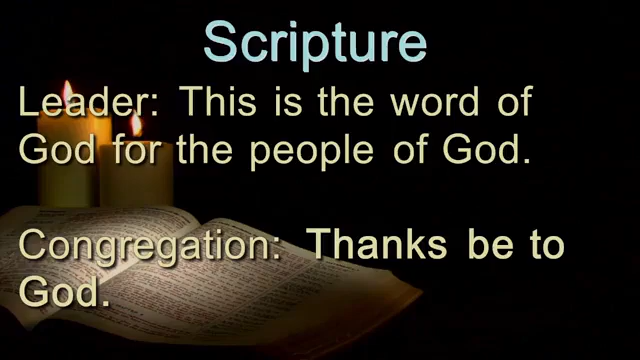 Scripture
Leader: This is the word of
God for the people of God.
Congregation: Thanks be to
God.